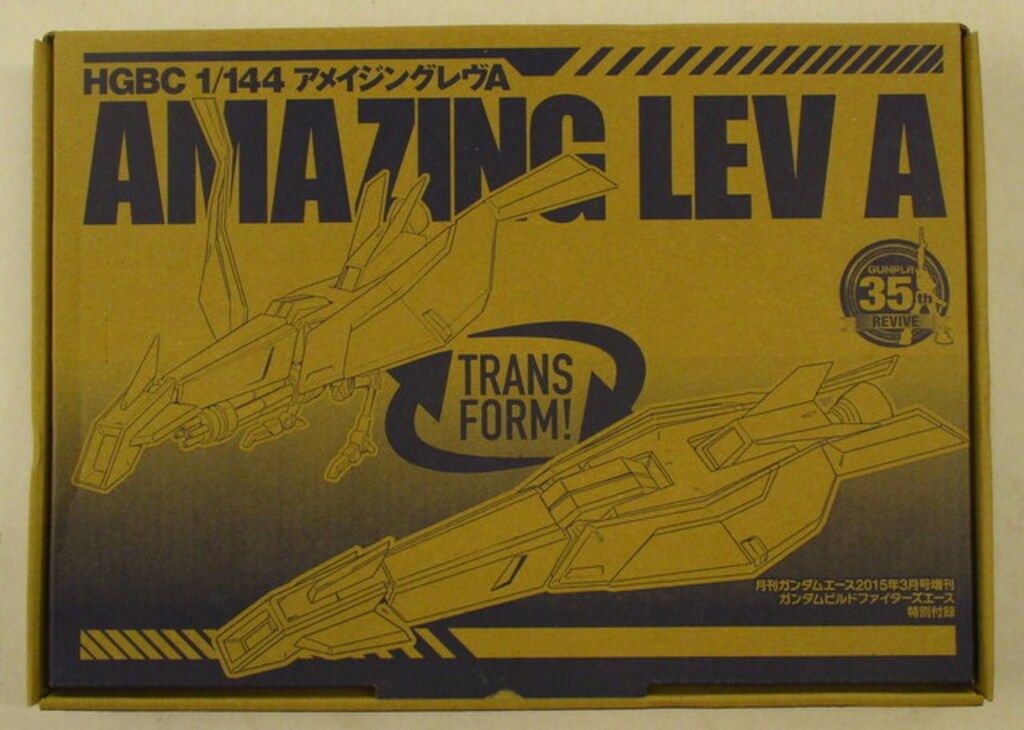 HGBC 1/144 アメイジングレヴA
AMAZING LEV A
GUNPLA
35th
REVIVE
TRANS
FORM!
月刊ガンダムエース2015年3月号増刊
ガンダムビルドファイターズエース
特別付録